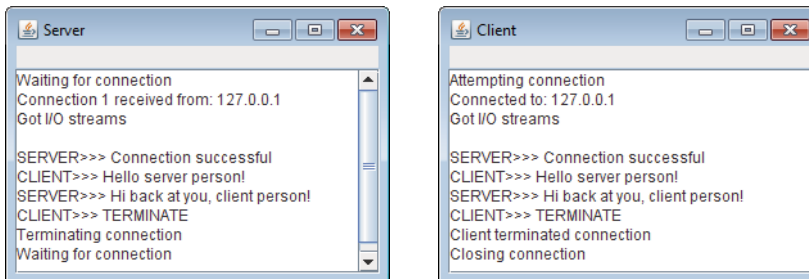 Server
Waiting for connection
Connection 1 received from: 127.0.0.1
Got I/O streams
SERVER>>> Connection successful
CLIENT>>> Hello server person!
SERVER>>> Hi back at you, client person!
CLIENT>>> TERMINATE
Terminating connection
Waiting for connection
Client
Attempting connection
Connected to: 127.0.0.1
Got I/O streams
SERVER>>> Connection successful
CLIENT>>> Hello server person!
SERVER>>> Hi back at you, client person!
CLIENT>>> TERMINATE
Client terminated connection
Closing connection